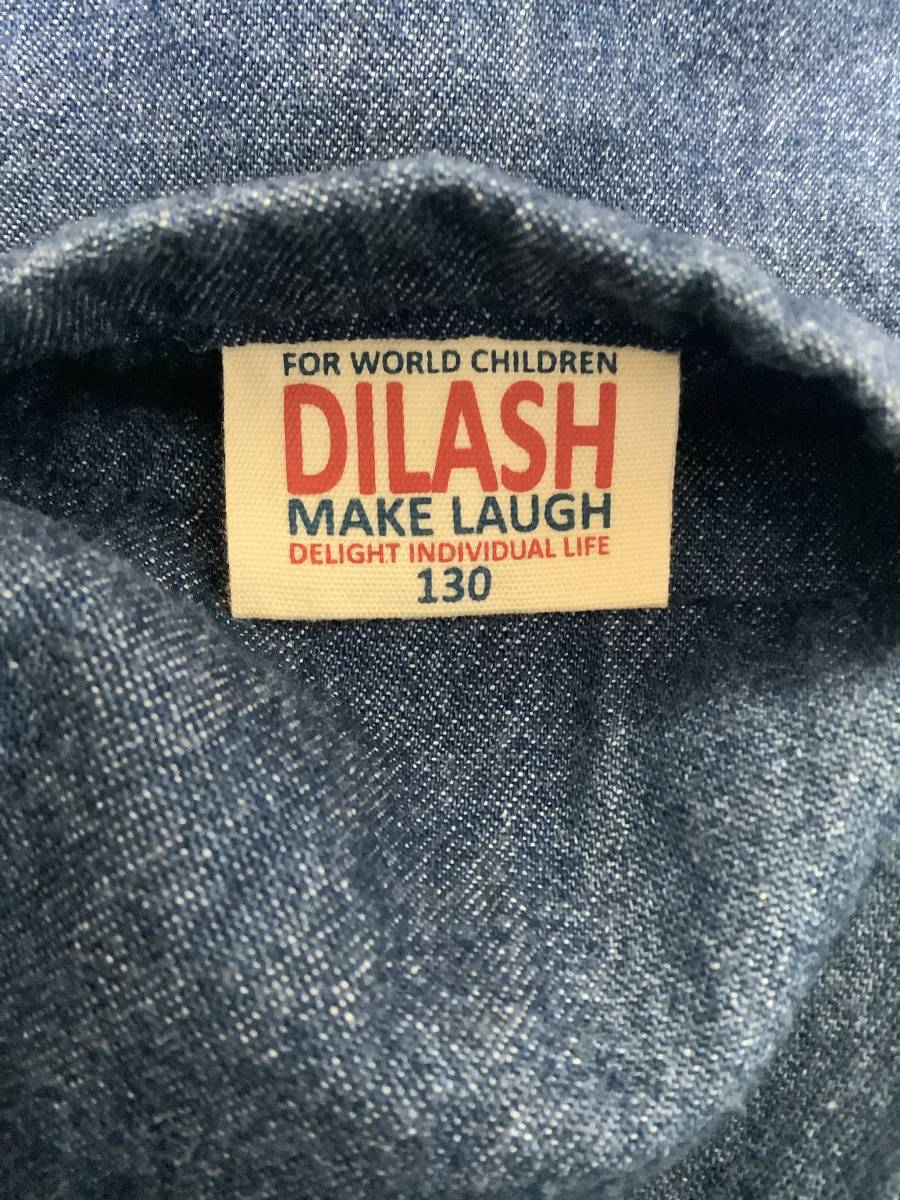 FOR WORLD CHILDREN
DILASH
MAKE LAUGH
DELIGHT INDIVIDUAL LIFE
130